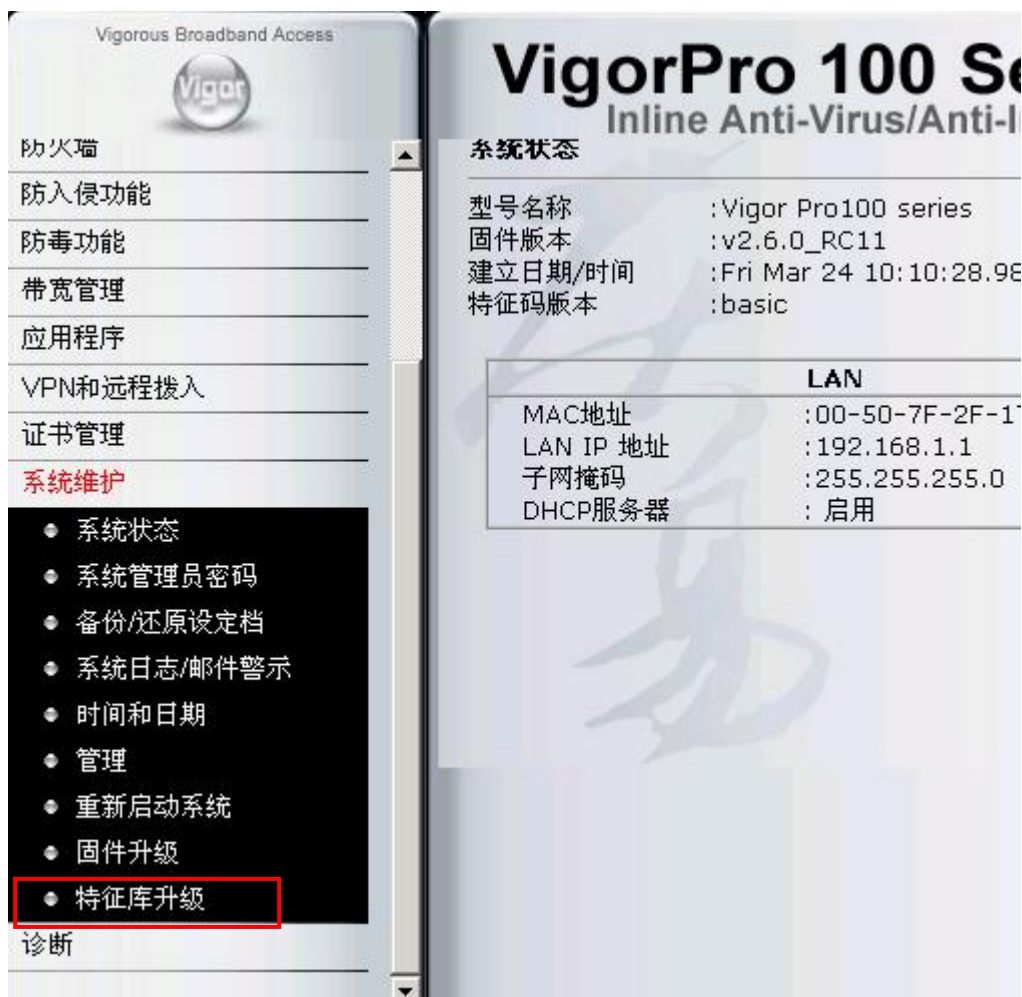 Vigorous Broadband Access
Vigor
防火墙
防入侵功能
防毒功能
带宽管理
应用程序
VPN和远程拨入
证书管理
系统维护
系统状态
系统管理员密码
备份/还原设定档
系统日志/邮件警示
时间和日期
管理
重新启动系统
固件升级
特征库升级
诊断
VigorPro 100 Se
Inline Anti-Virus/Anti-I
系统状态
型号名称 :Vigor Pro100 series
固件版本 :v2.6.0_RC11
建立日期/时间 :Fri Mar 24 10:10:28.98
特征码版本 :basic
LAN
MAC地址 :00-50-7F-2F-1
LAN IP 地址 :192.168.1.1
子网掩码 :255.255.255.0
DHCP服务器 : 启用